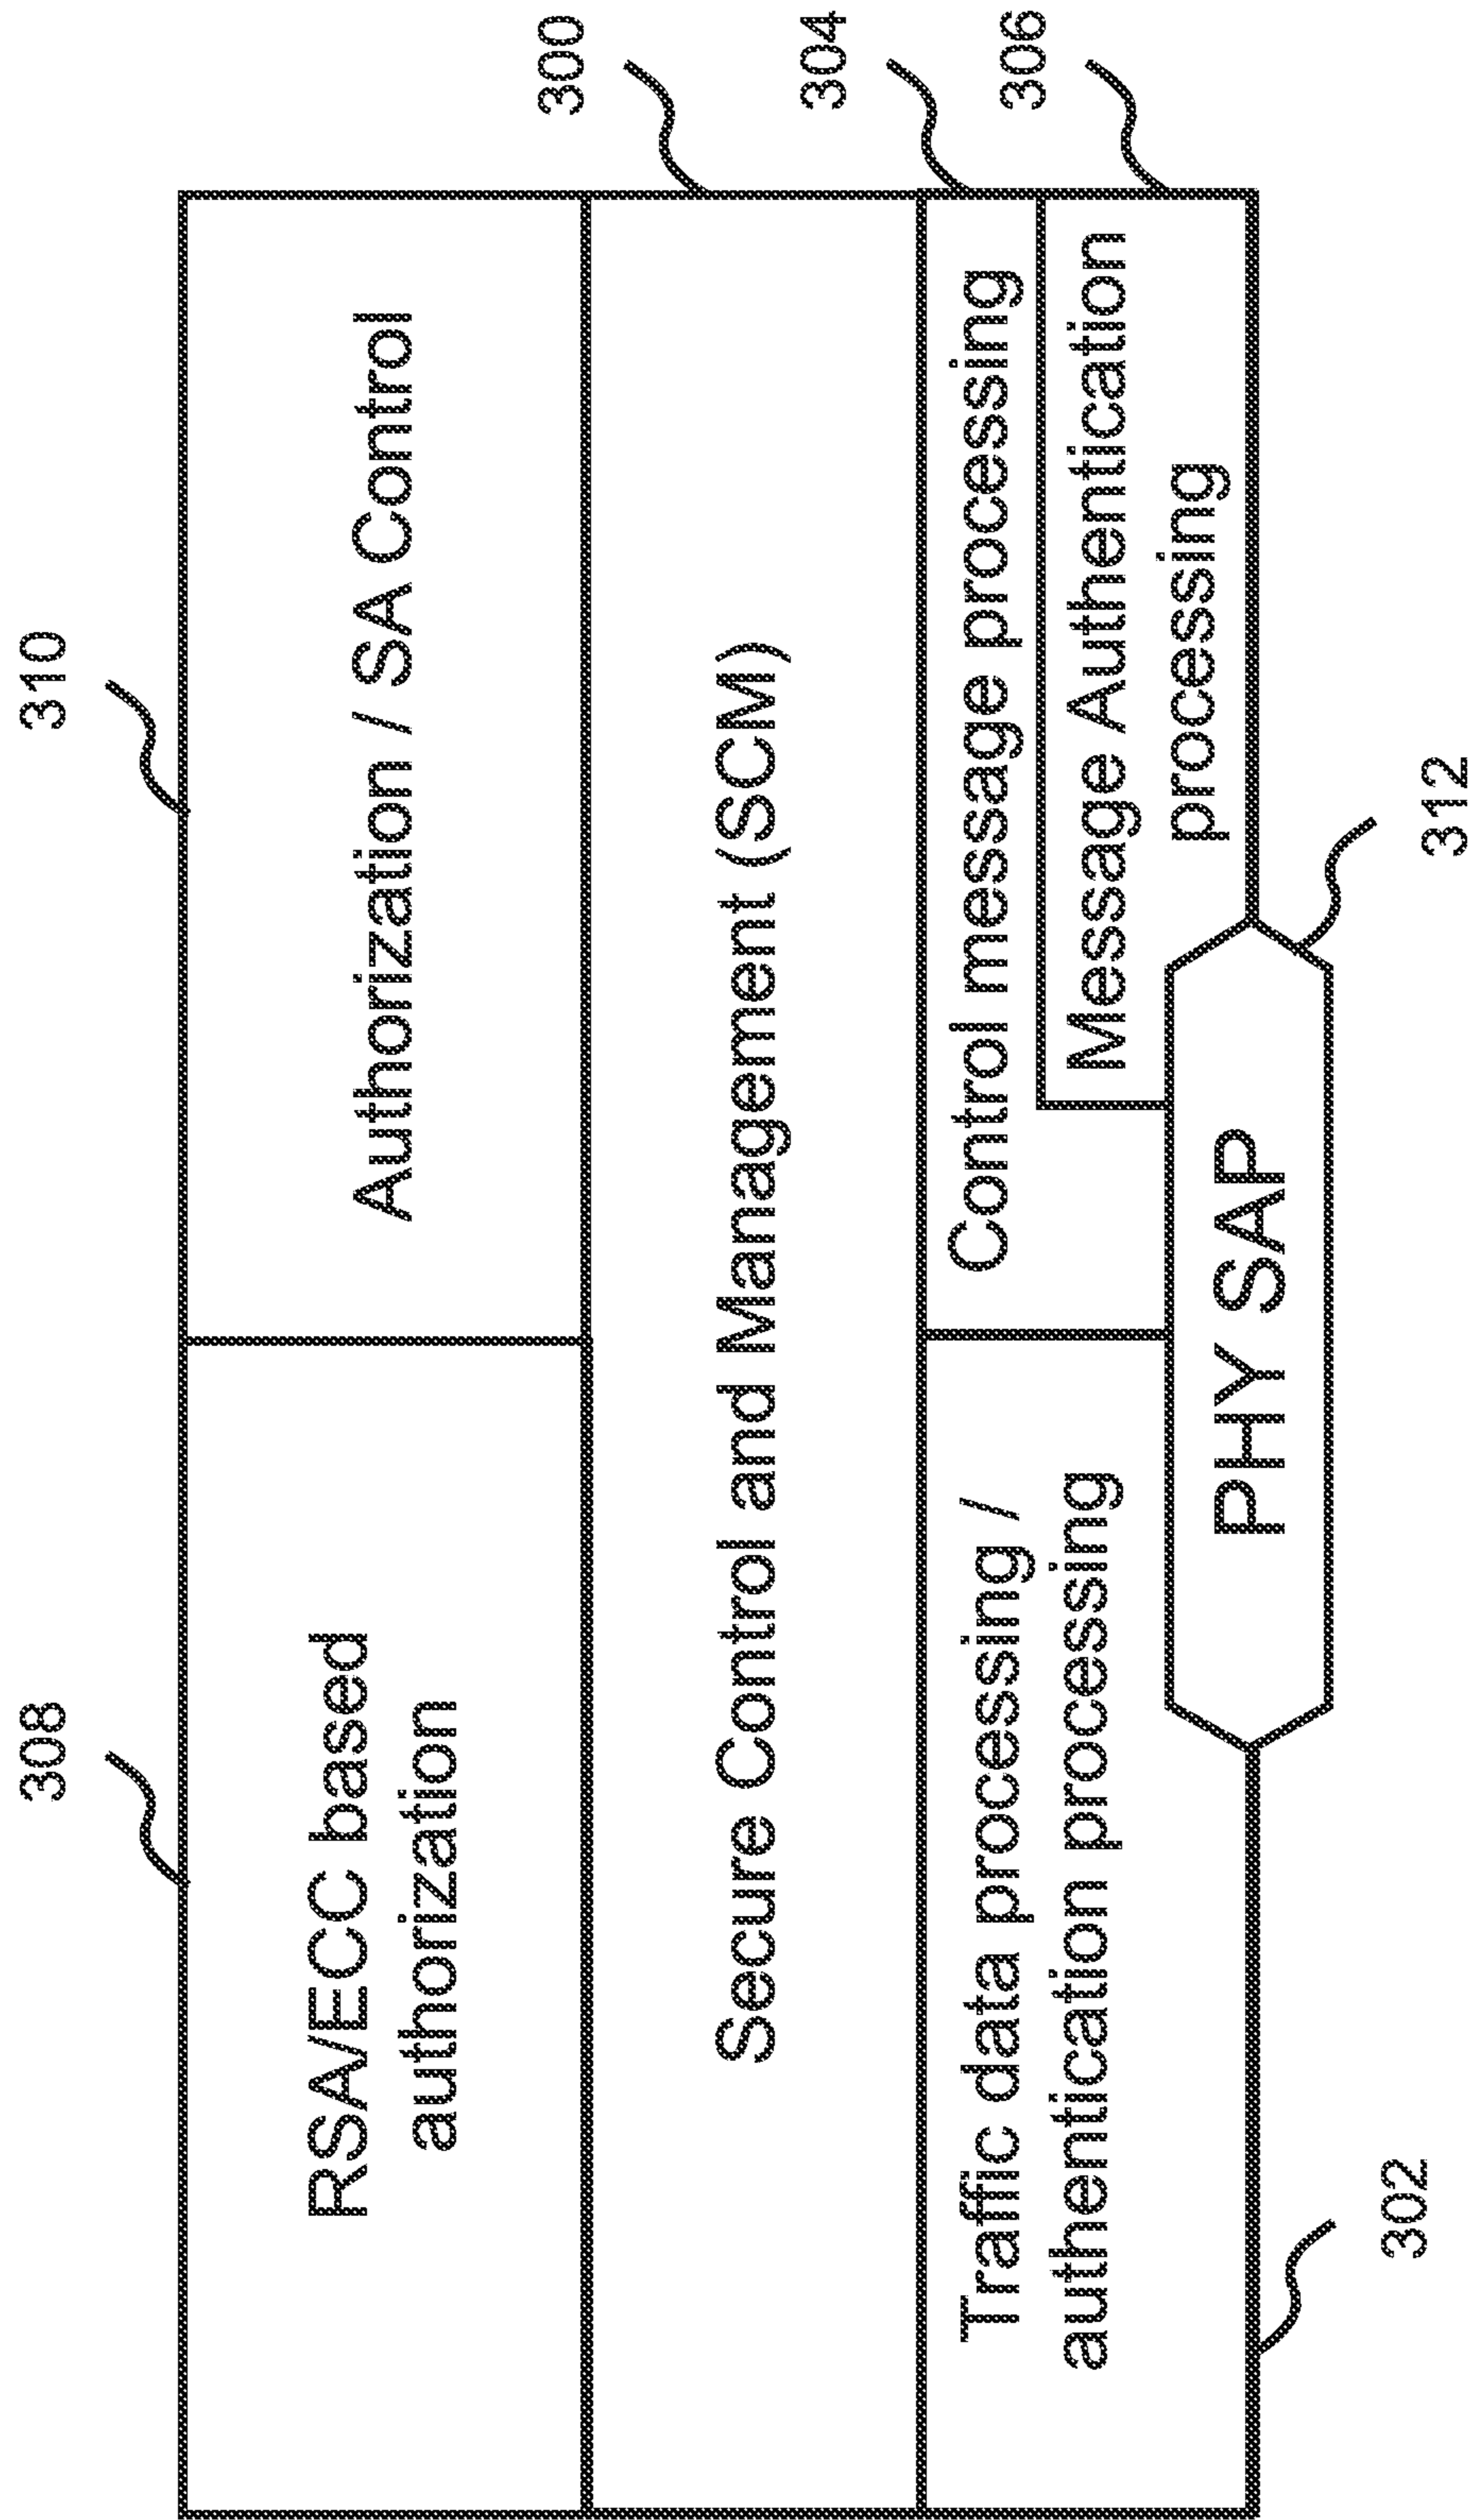 308
310
RSA/ECC based
authorization
Authorization / SA Control
300
Secure Control and Management (SCM)
304
Traffic data processing /
authentication processing
Control message processing
306
Message Authentication
processing
PHY SAP
302
312